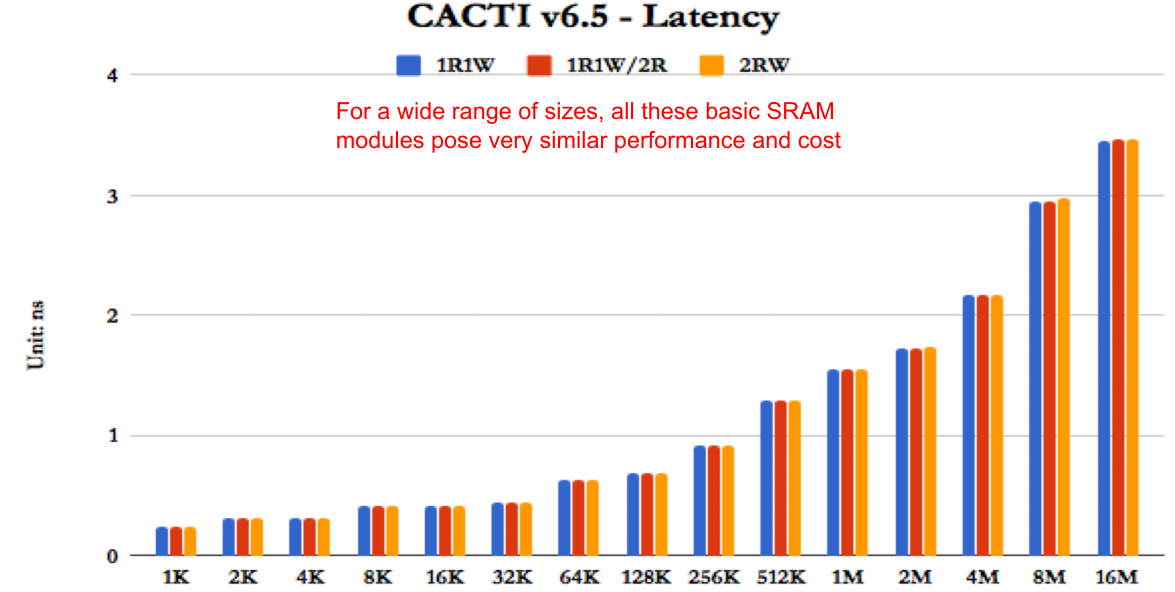 CACTI v6.5 - Latency
1R1W 1R1W/2R 2RW
For a wide range of sizes, all these basic SRAM
modules pose very similar performance and cost
4
3
2
1
0
Unit: ns
1K 2K 4K 8K 16K 32K 64K 128K 256K 512K 1M 2M 4M 8M 16M